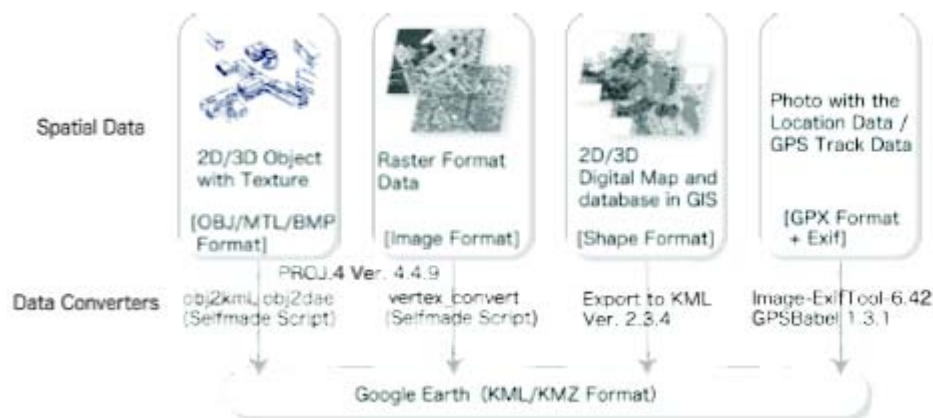 Spatial Data
2D/3D Object
with Texture
[OBJ/MTL/BMP
Format]
Raster Format
Data
[Image Format]
2D/3D
Digital Map and
database in GIS
[Shape Format]
Photo with the
Location Data /
GPS Track Data
[GPX Format
+ Exif]
PROJ.4 Ver. 4.4.9
Data Converters
obj2kml, obj2dae
(Selfmade Script)
vertex_convert
(Selfmade Script)
Export to KML
Ver. 2.3.4
Image-ExifTool-6.42
GPSBabel 1.3.1
Google Earth (KML/KMZ Format)